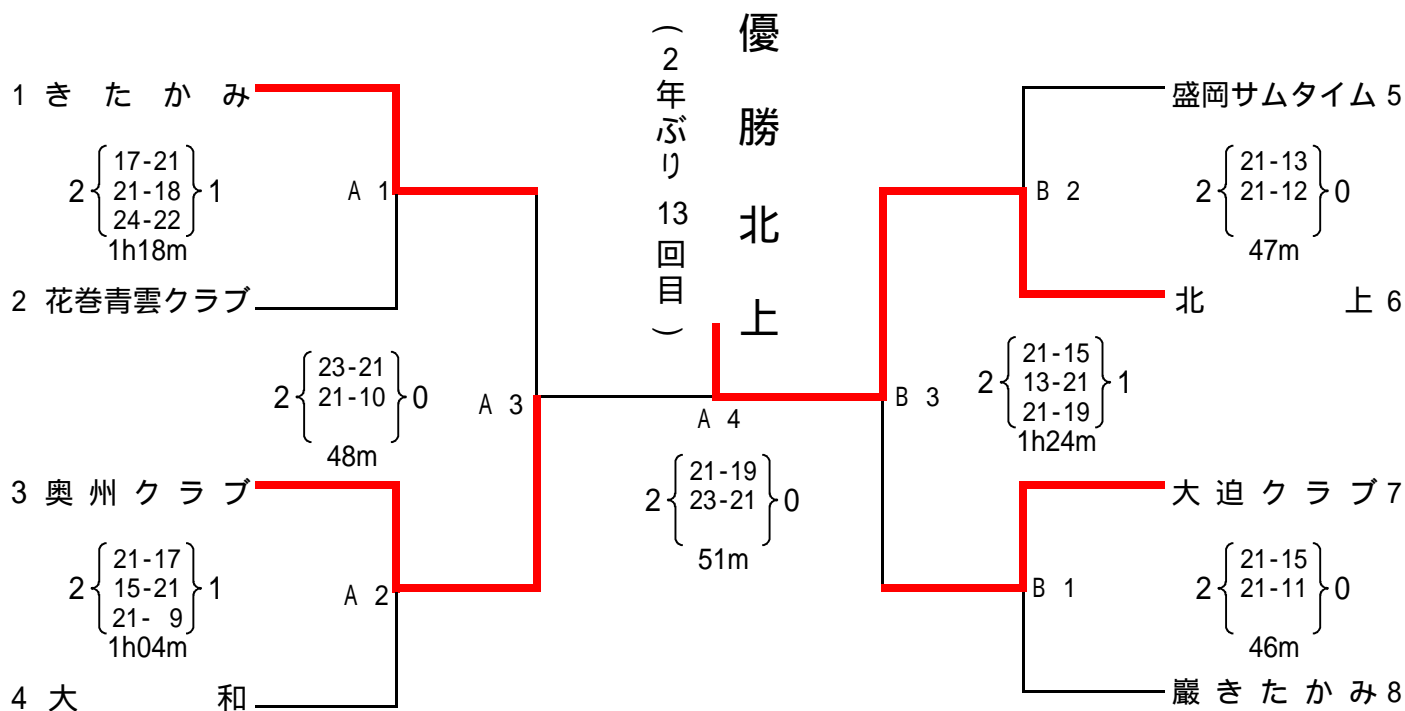 優勝 北上
(2年ぶり 13回目)
1 きたかみ
2 17-21 1
21-18
24-22
1h18m
A 1
2 花巻青雲クラブ
2 23-21 0
21-10
48m
A 3
3 奥州クラブ
2 21-17 1
15-21
21- 9
1h04m
A 2
4 大和
A 4
2 21-19 0
23-21
51m
盛岡サムタイム 5
2 21-13 0
21-12
47m
B 2
北上 6
2 21-15 1
13-21
21-19
1h24m
B 3
大迫クラブ 7
2 21-15 0
21-11
46m
B 1
巖きたかみ 8